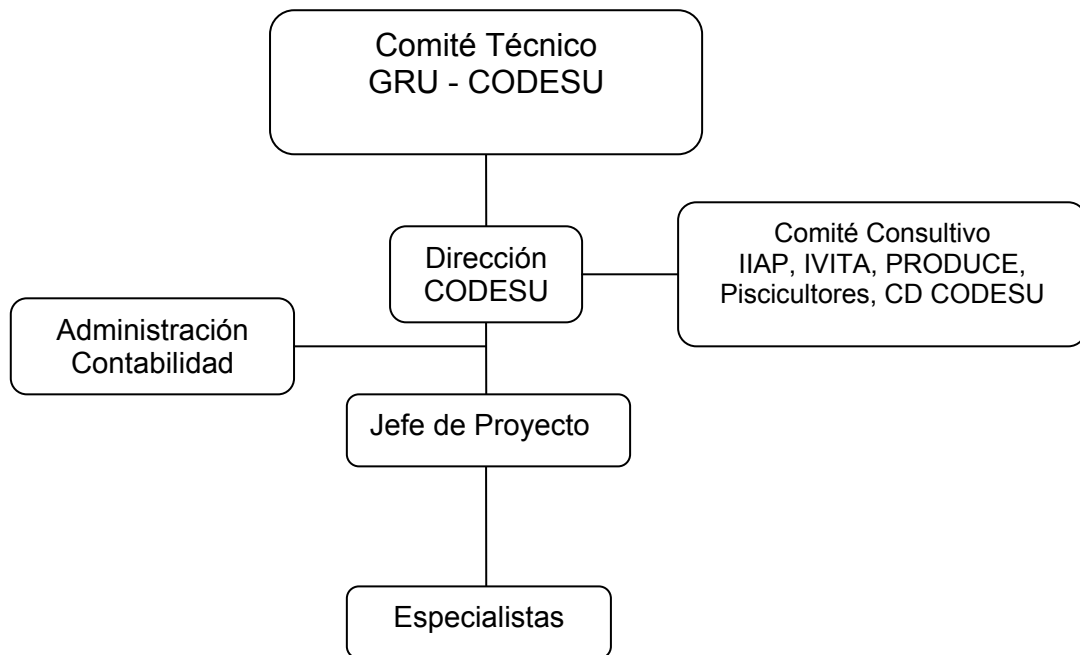 Comité Técnico
GRU - CODESU
Dirección
CODESU
Comité Consultivo
IIAP, IVITA, PRODUCE,
Piscicultores, CD CODESU
Administración
Contabilidad
Jefe de Proyecto
Especialistas